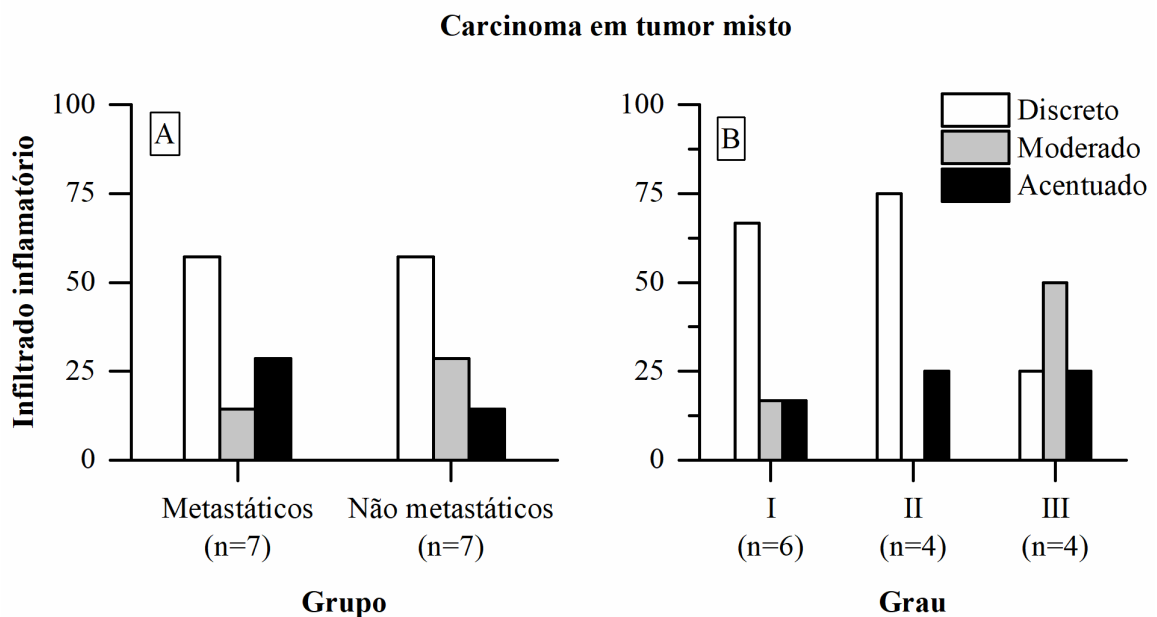 Carcinoma em tumor misto
Infiltrado inflamatório
100
75
50
25
0
A
Metastáticos
(n=7)
Não metastáticos
(n=7)
Grupo
100
75
50
25
0
B
Discreto
Moderado
Acentuado
I
(n=6)
II
(n=4)
III
(n=4)
Grau